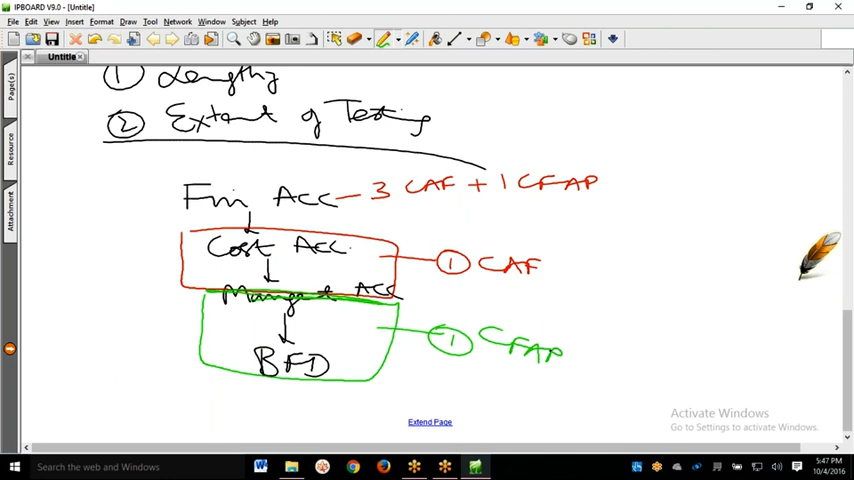 IPBOARD V9.0 - [Untitle]
File Edit View Insert Format Draw Tool Network Window Subject Help
Untitle
Page(s)
Resource
Attachment
① Lengthy
② Extent of Testing
Fin ACC — 3 CAF + 1 CFAP
Cost ACC.
① CAF
Mangent ACC
① CFAP
BFD
Extend Page
Activate Windows
Go to Settings to activate Windows.
Search the web and Windows
5:47 PM
10/4/2016